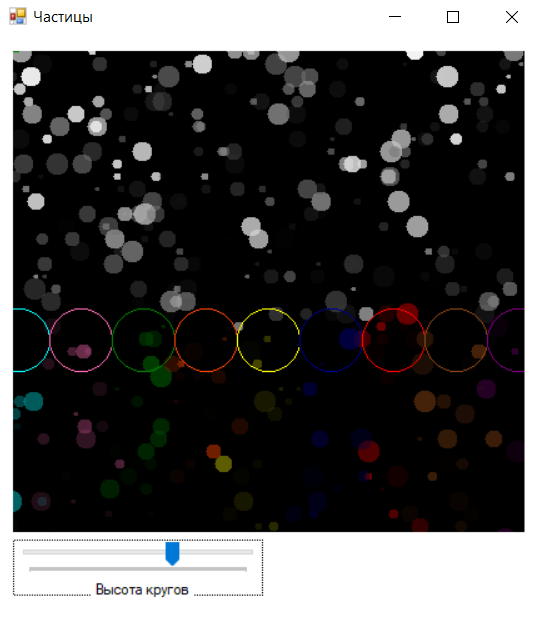 Частицы
Высота кругов